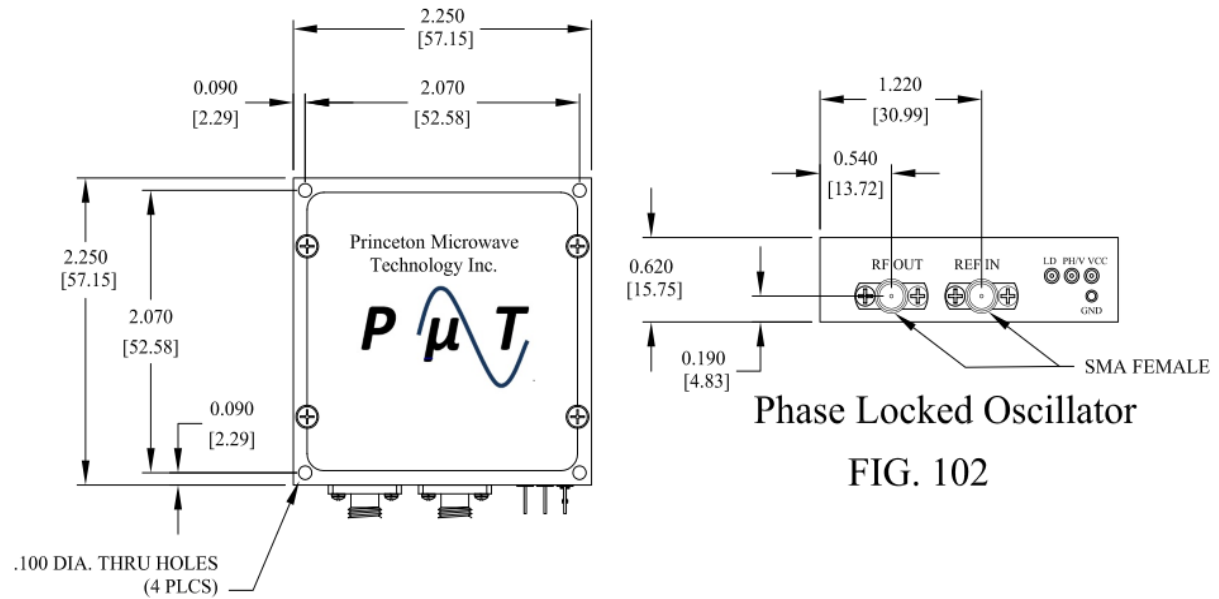 2.250
[57.15]
0.090
[2.29]
2.070
[52.58]
2.250
[57.15]
2.070
[52.58]
0.090
[2.29]
Princeton Microwave
Technology Inc.
P µ T
.100 DIA. THRU HOLES
(4 PLCS)
1.220
[30.99]
0.540
[13.72]
0.620
[15.75]
RF OUT
REF IN
LD PH/V VCC
GND
0.190
[4.83]
SMA FEMALE
Phase Locked Oscillator
FIG. 102